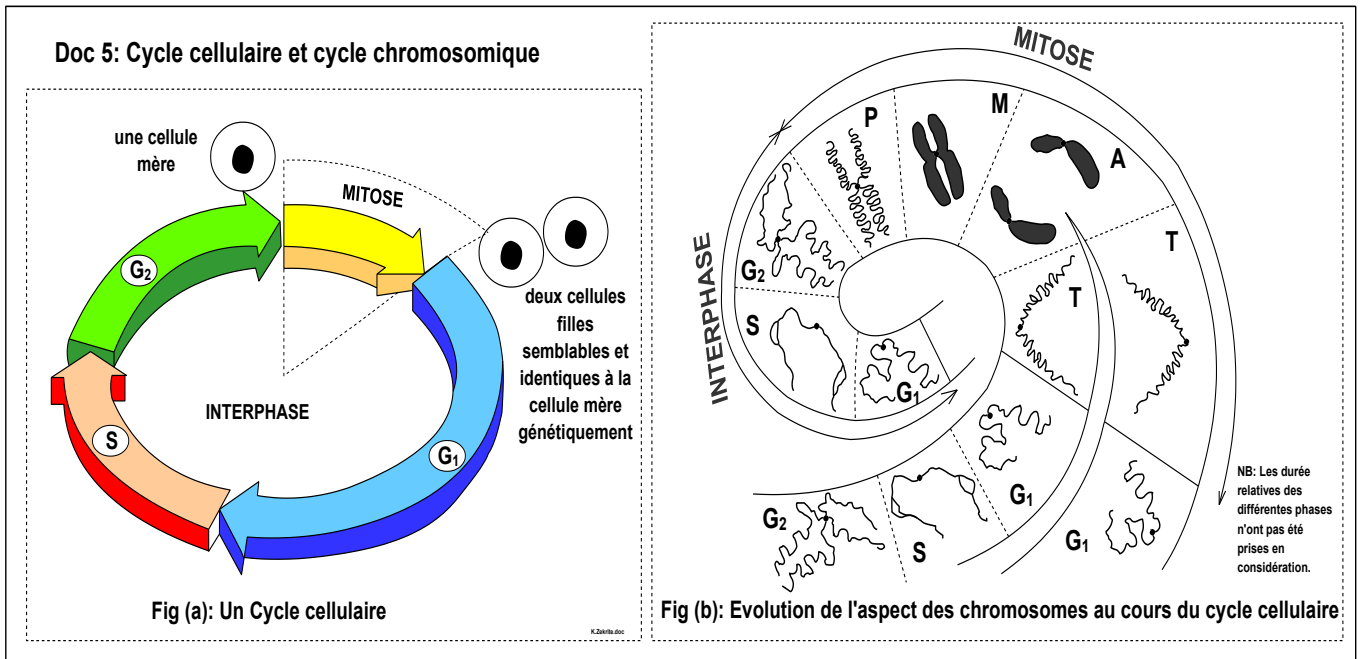 Doc 5: Cycle cellulaire et cycle chromosomique
une cellule
mère
MITOSE
G₂
S
INTERPHASE
G₁
deux cellules
filles
semblables et
identiques à la
cellule mère
génétiquement
Fig (a): Un Cycle cellulaire
K.Zakrite.doc
MITOSE
INTERPHASE
P
M
A
T
T
G₂
S
G₁
G₁
G₂
S
G₁
NB: Les durée
relatives des
différentes phases
n'ont pas été
prises en
considération.
Fig (b): Evolution de l'aspect des chromosomes au cours du cycle cellulaire